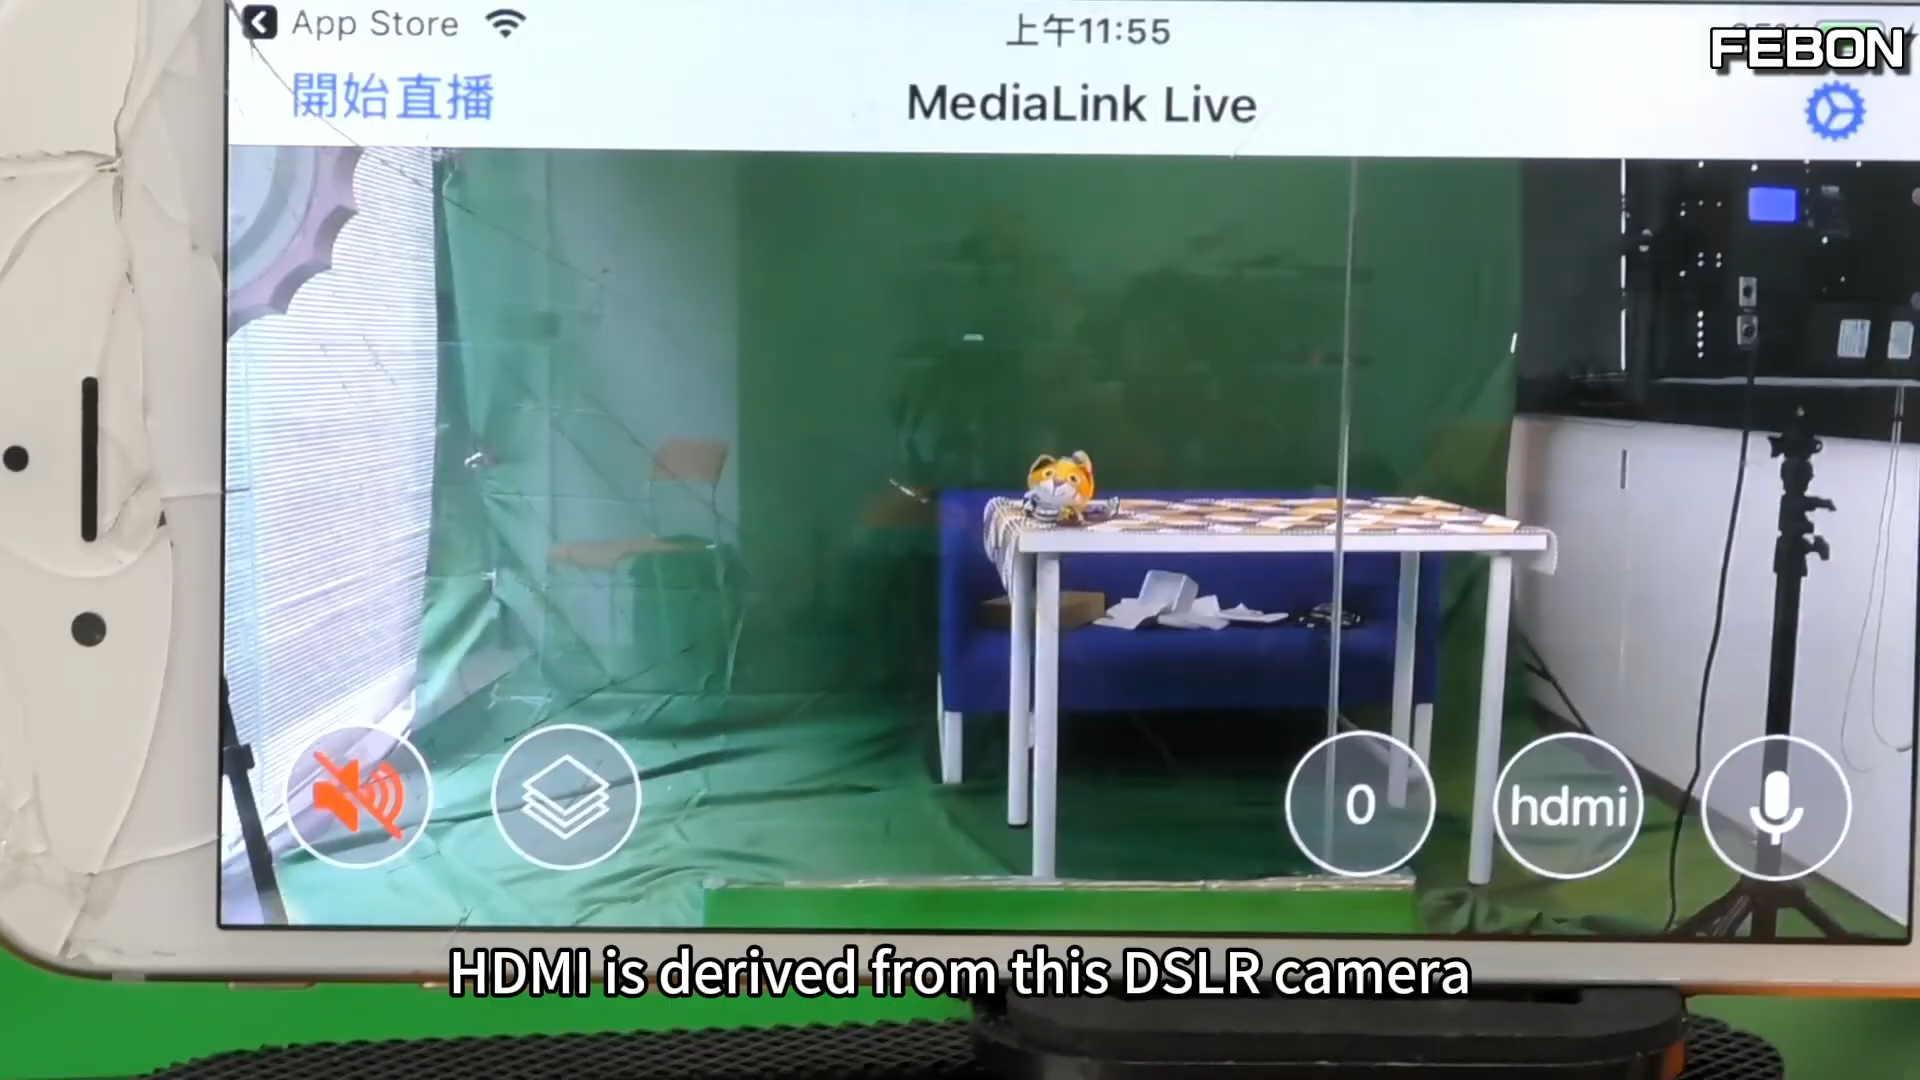 App Store
上午11:55
FEBON
開始直播
MediaLink Live
0
hdmi
HDMI is derived from this DSLR camera